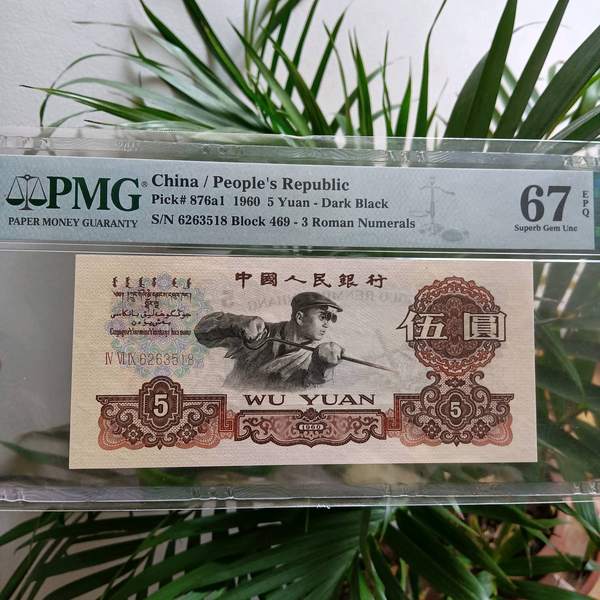 PMG®
PAPER MONEY GUARANTY
China / People's Republic
Pick# 876a1 1960 5 Yuan - Dark Black
S/N 6263518 Block 469 - 3 Roman Numerals
67 EPQ
Superb Gem Unc
中國人民銀行
伍圓
IV VI IX 6263518
5
WU YUAN
5
1960